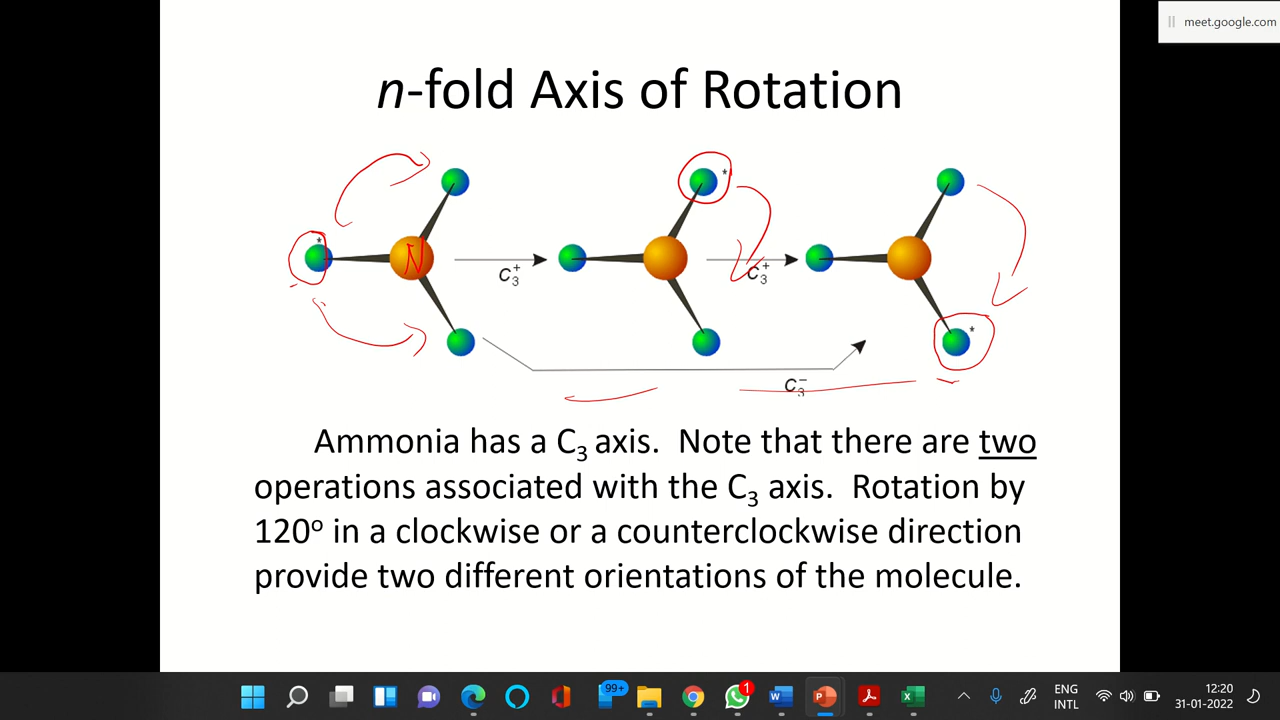 meet.google.com
n-fold Axis of Rotation
*
*
*
N
C₃⁺
C₃⁺
C₃⁻
Ammonia has a C₃ axis. Note that there are two
operations associated with the C₃ axis. Rotation by
120º in a clockwise or a counterclockwise direction
provide two different orientations of the molecule.
99+
1
ENG
INTL
12:20
31-01-2022